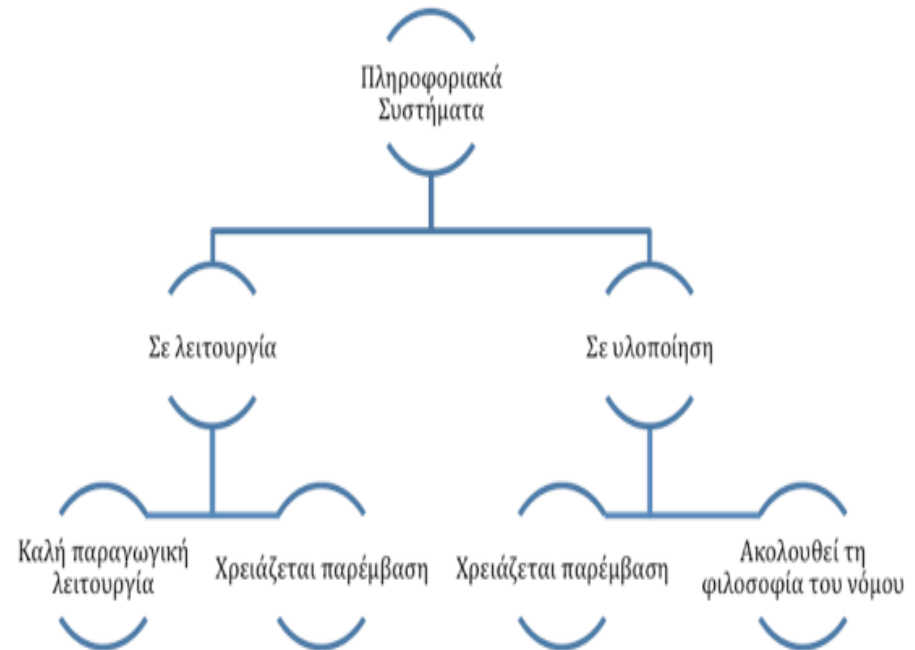 Πληροφοριακά
Συστήματα
Σε λειτουργία
Σε υλοποίηση
Καλή παραγωγική
λειτουργία
Χρειάζεται παρέμβαση
Χρειάζεται παρέμβαση
Ακολουθεί τη
φιλοσοφία του νόμου